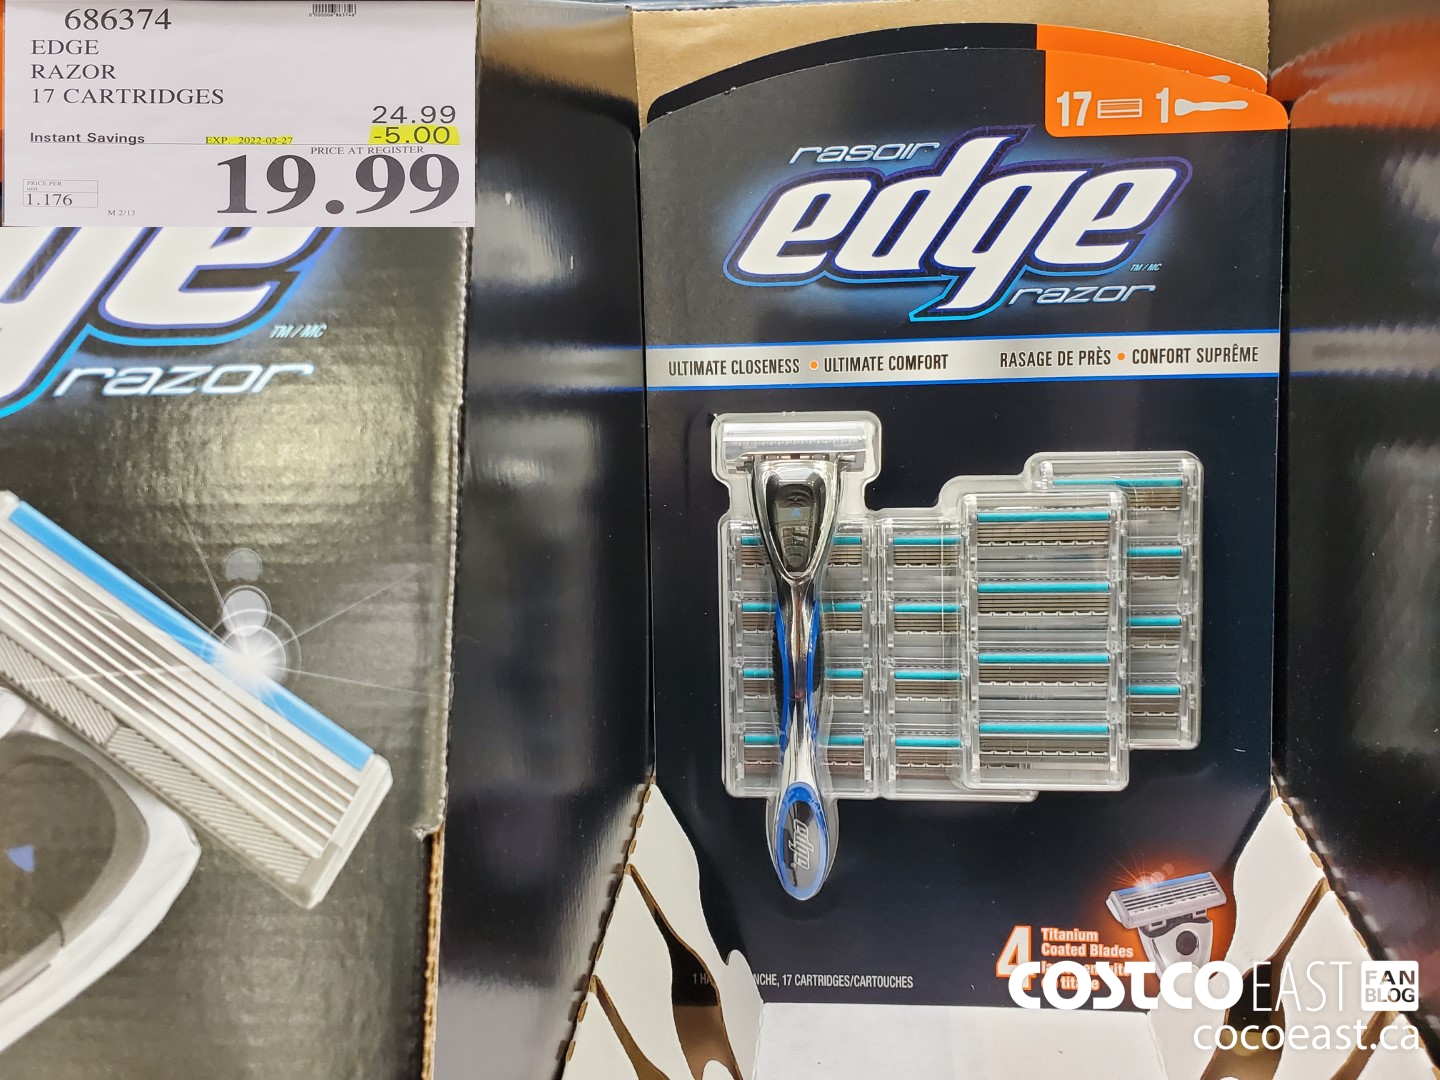 686374
EDGE
RAZOR
17 CARTRIDGES
24.99
Instant Savings EXP. 2022-02-27 -5.00
PRICE AT REGISTER
19.99
PRICE PER
1.176
M 2/13
TM/MC
razor
17 1
rasoir
edge
TM/MC
razor
ULTIMATE CLOSENESS • ULTIMATE COMFORT RASAGE DE PRÈS • CONFORT SUPRÊME
edge
4 Titanium
Coated Blades
17 CARTRIDGES/CARTOUCHES
COSTCO EAST FAN BLOG
cocoeast.ca